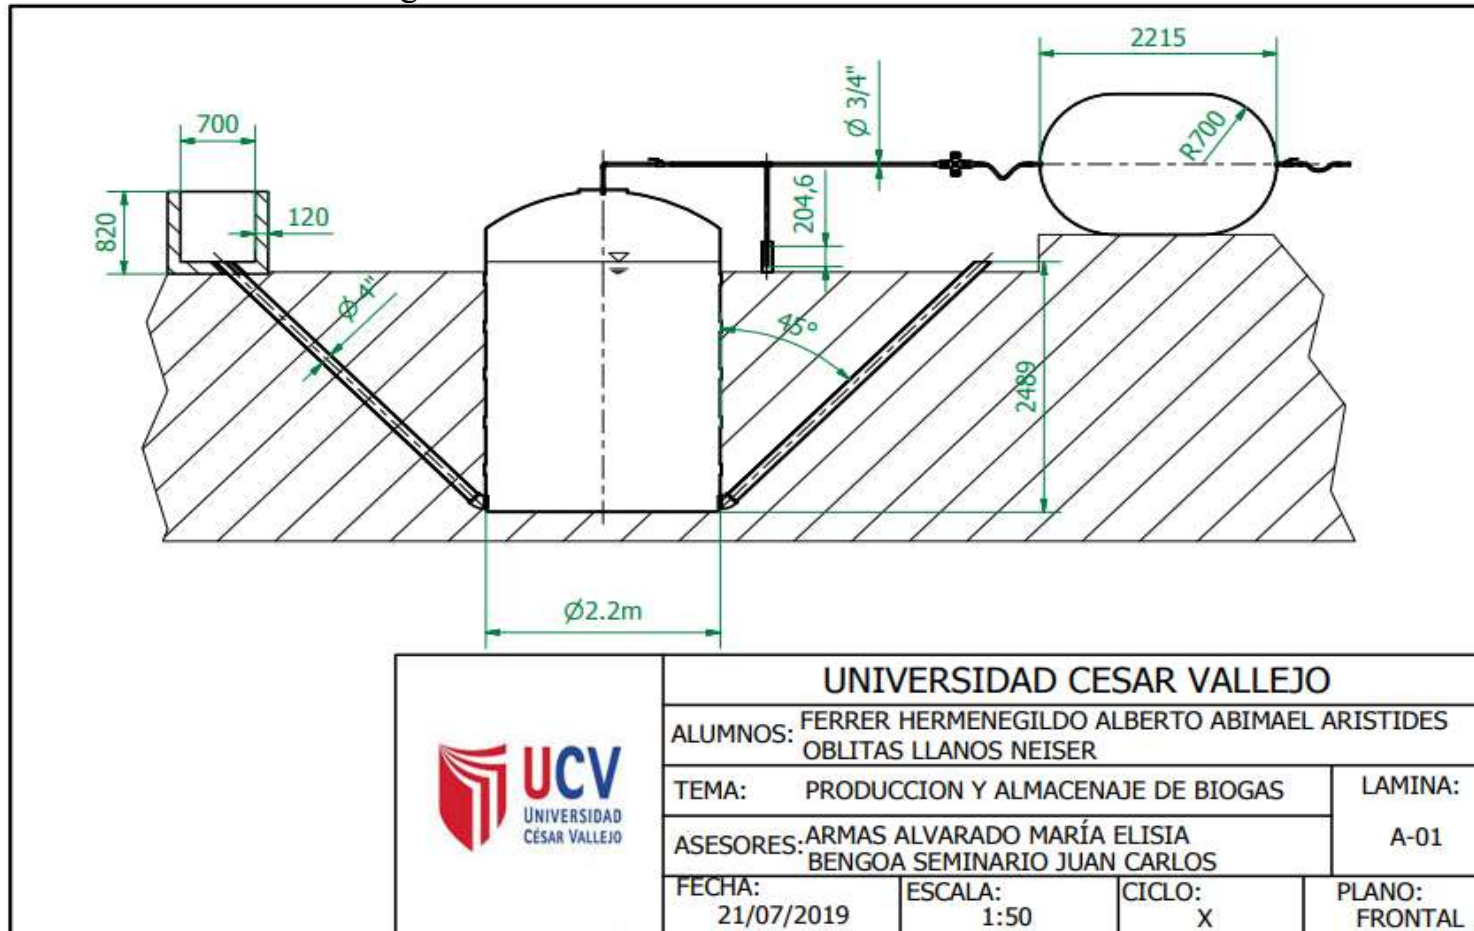 2215
Ø 3/4"
700
R700
204,6
820
120
Ø 4"
45°
2489
Ø2.2m
UNIVERSIDAD CESAR VALLEJO
ALUMNOS: FERRER HERMENEGILDO ALBERTO ABIMAEL ARISTIDES
OBLITAS LLANOS NEISER
UCV
UNIVERSIDAD
CÉSAR VALLEJO
TEMA: PRODUCCION Y ALMACENAJE DE BIOGAS
LAMINA:
A-01
ASESORES: ARMAS ALVARADO MARÍA ELISIA
BENGOA SEMINARIO JUAN CARLOS
FECHA:
21/07/2019
ESCALA:
1:50
CICLO:
X
PLANO:
FRONTAL